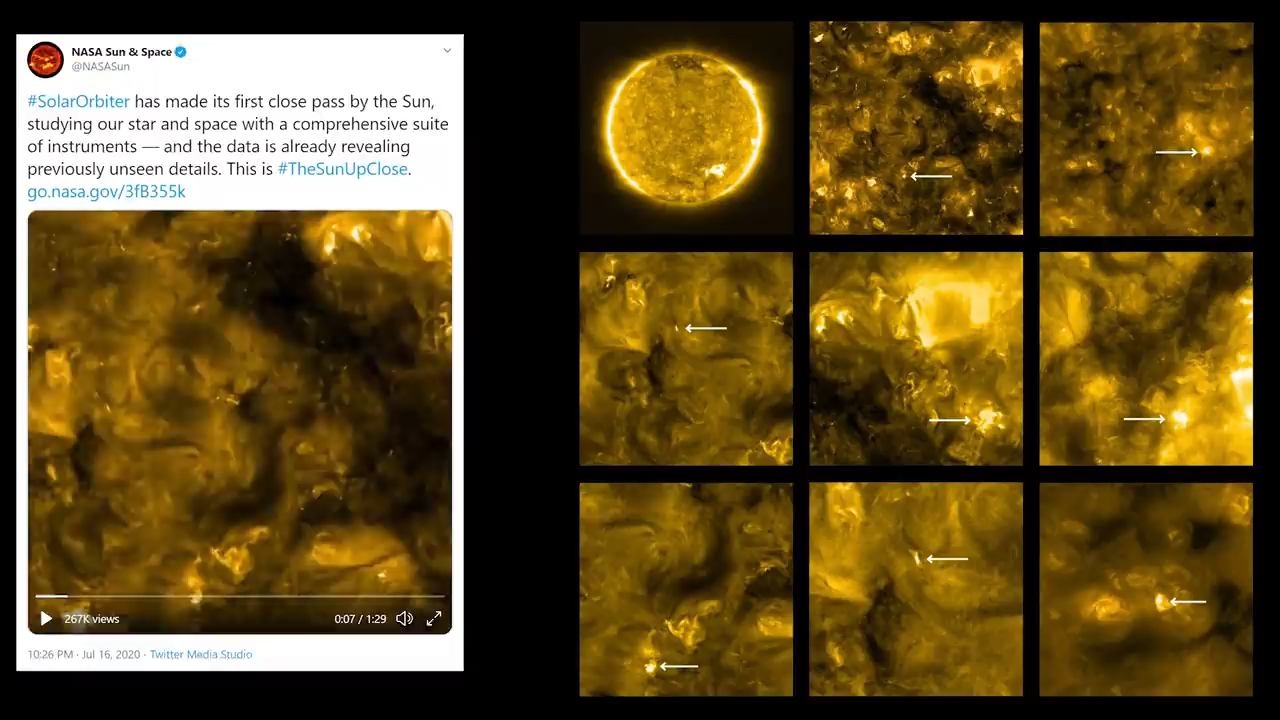 NASA Sun & Space
@NASASun
#SolarOrbiter has made its first close pass by the Sun,
studying our star and space with a comprehensive suite
of instruments — and the data is already revealing
previously unseen details. This is #TheSunUpClose.
go.nasa.gov/3fB355k
267K views
0:07 / 1:29
10:26 PM · Jul 16, 2020 · Twitter Media Studio